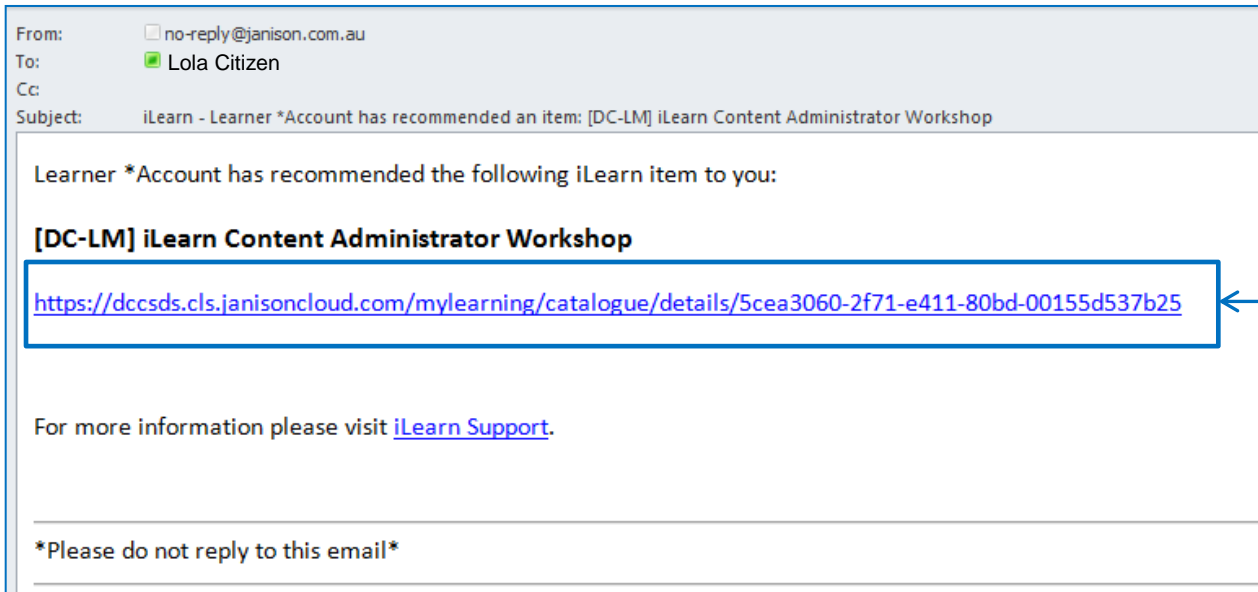 From: no-reply@janison.com.au
To: Lola Citizen
Cc:
Subject: iLearn - Learner *Account has recommended an item: [DC-LM] iLearn Content Administrator Workshop
Learner *Account has recommended the following iLearn item to you:
[DC-LM] iLearn Content Administrator Workshop
https://dccsds.cls.janisoncloud.com/mylearning/catalogue/details/5cea3060-2f71-e411-80bd-00155d537b25
For more information please visit iLearn Support.
*Please do not reply to this email*